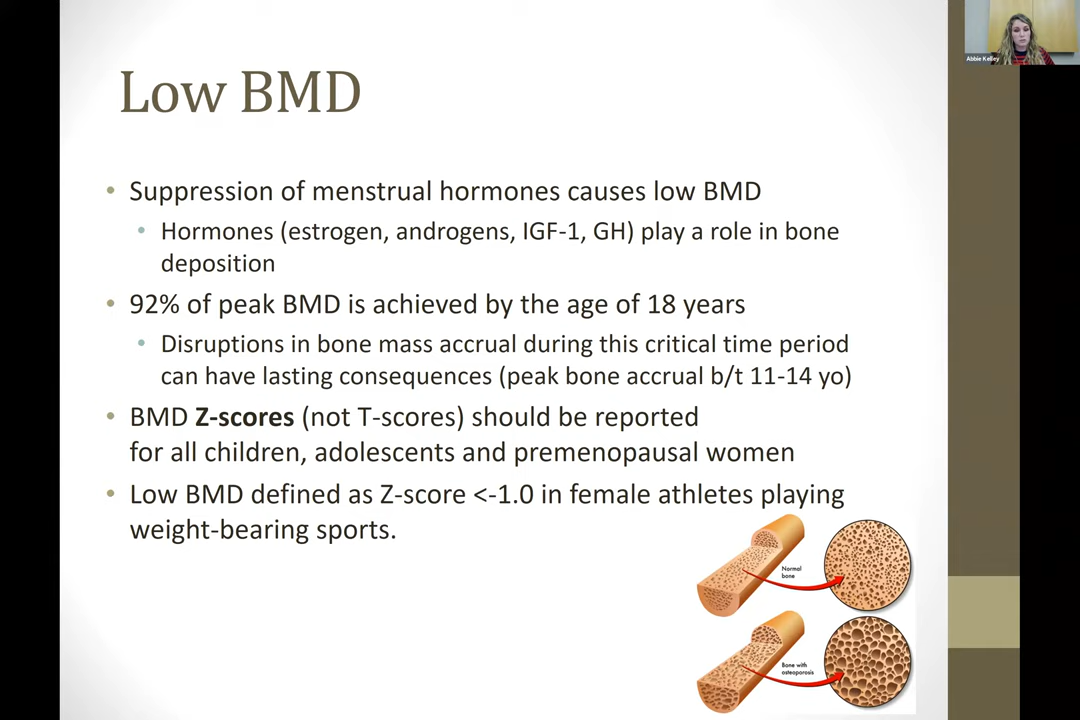 Abbie Kelley
Low BMD
• Suppression of menstrual hormones causes low BMD
• Hormones (estrogen, androgens, IGF-1, GH) play a role in bone
deposition
• 92% of peak BMD is achieved by the age of 18 years
• Disruptions in bone mass accrual during this critical time period
can have lasting consequences (peak bone accrual b/t 11-14 yo)
• BMD Z-scores (not T-scores) should be reported
for all children, adolescents and premenopausal women
• Low BMD defined as Z-score <-1.0 in female athletes playing
weight-bearing sports.
Normal
bone
Bone with
osteoporosis